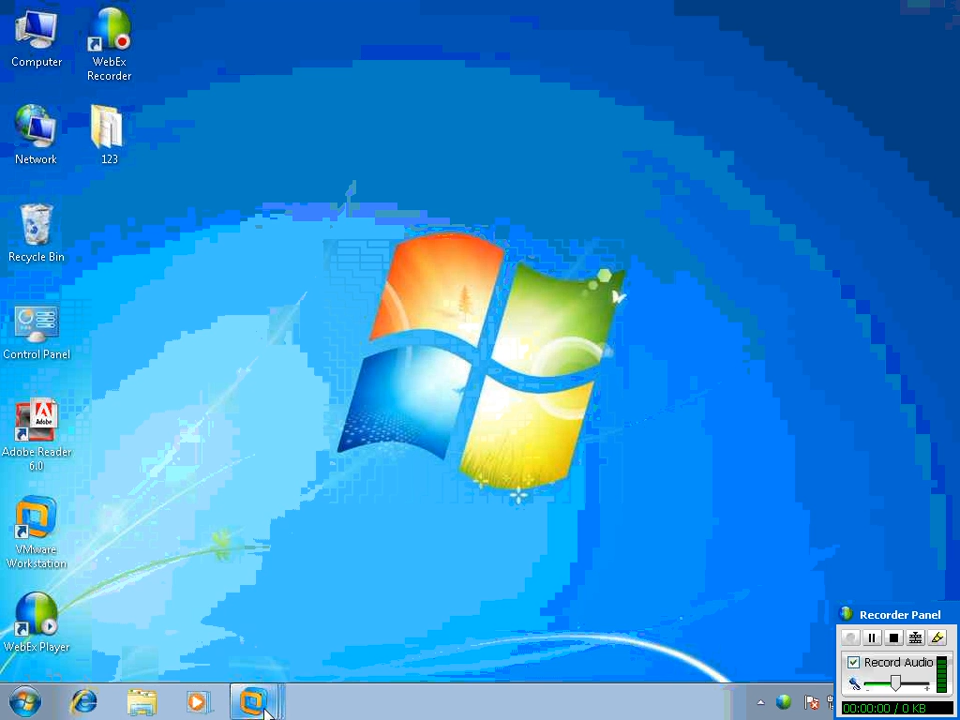 Computer
WebEx
Recorder
Network
123
Recycle Bin
Control Panel
Adobe
Adobe Reader
6.0
VMware
Workstation
WebEx Player
Recorder Panel
Record Audio
- +
00:00:00 / 0 KB